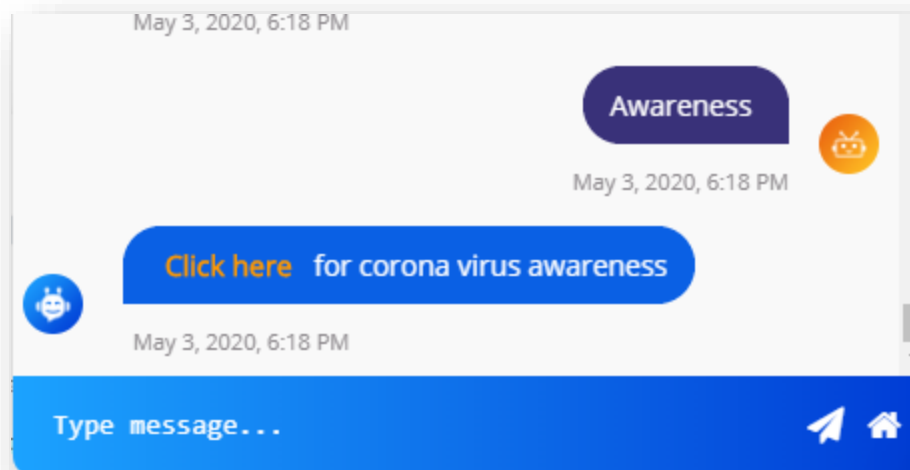 May 3, 2020, 6:18 PM
Awareness
May 3, 2020, 6:18 PM
Click here for corona virus awareness
May 3, 2020, 6:18 PM
Type message...